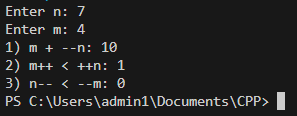 Enter n: 7
Enter m: 4
1) m + --n: 10
2) m++ < ++n: 1
3) n-- < --m: 0
PS C:\Users\admin1\Documents\CPP>